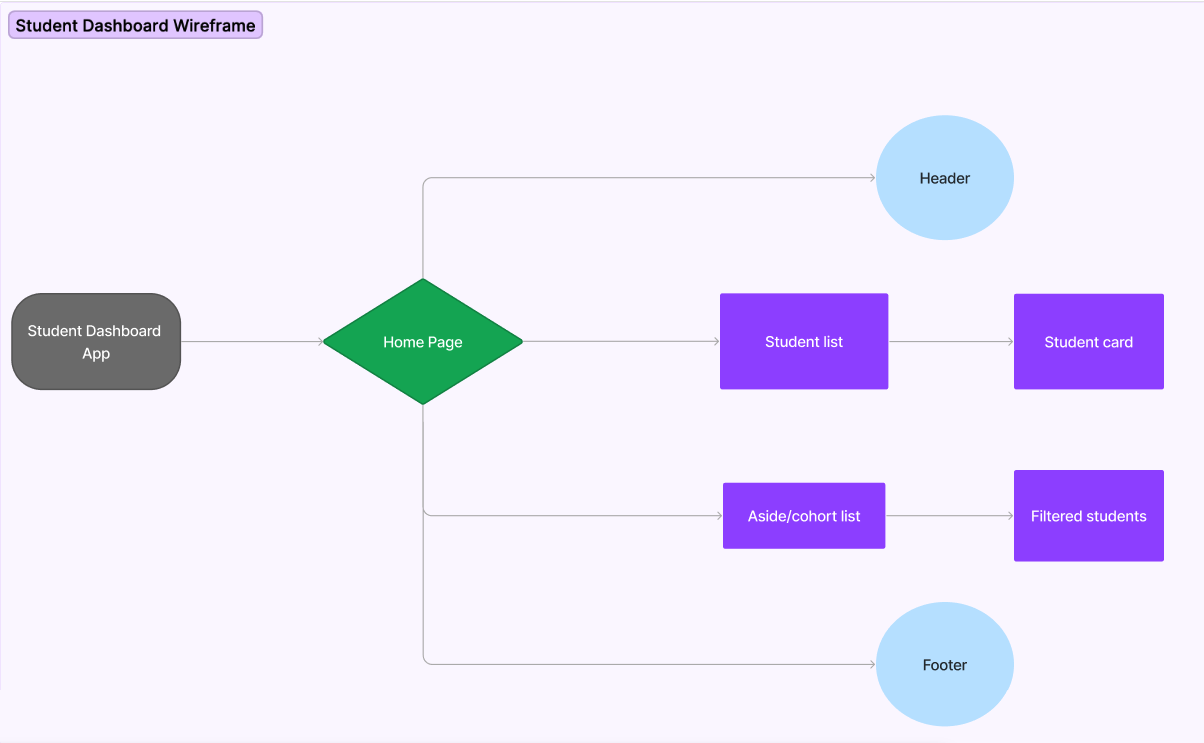 Student Dashboard Wireframe
Header
Student Dashboard
App
Home Page
Student list
Student card
Aside/cohort list
Filtered students
Footer